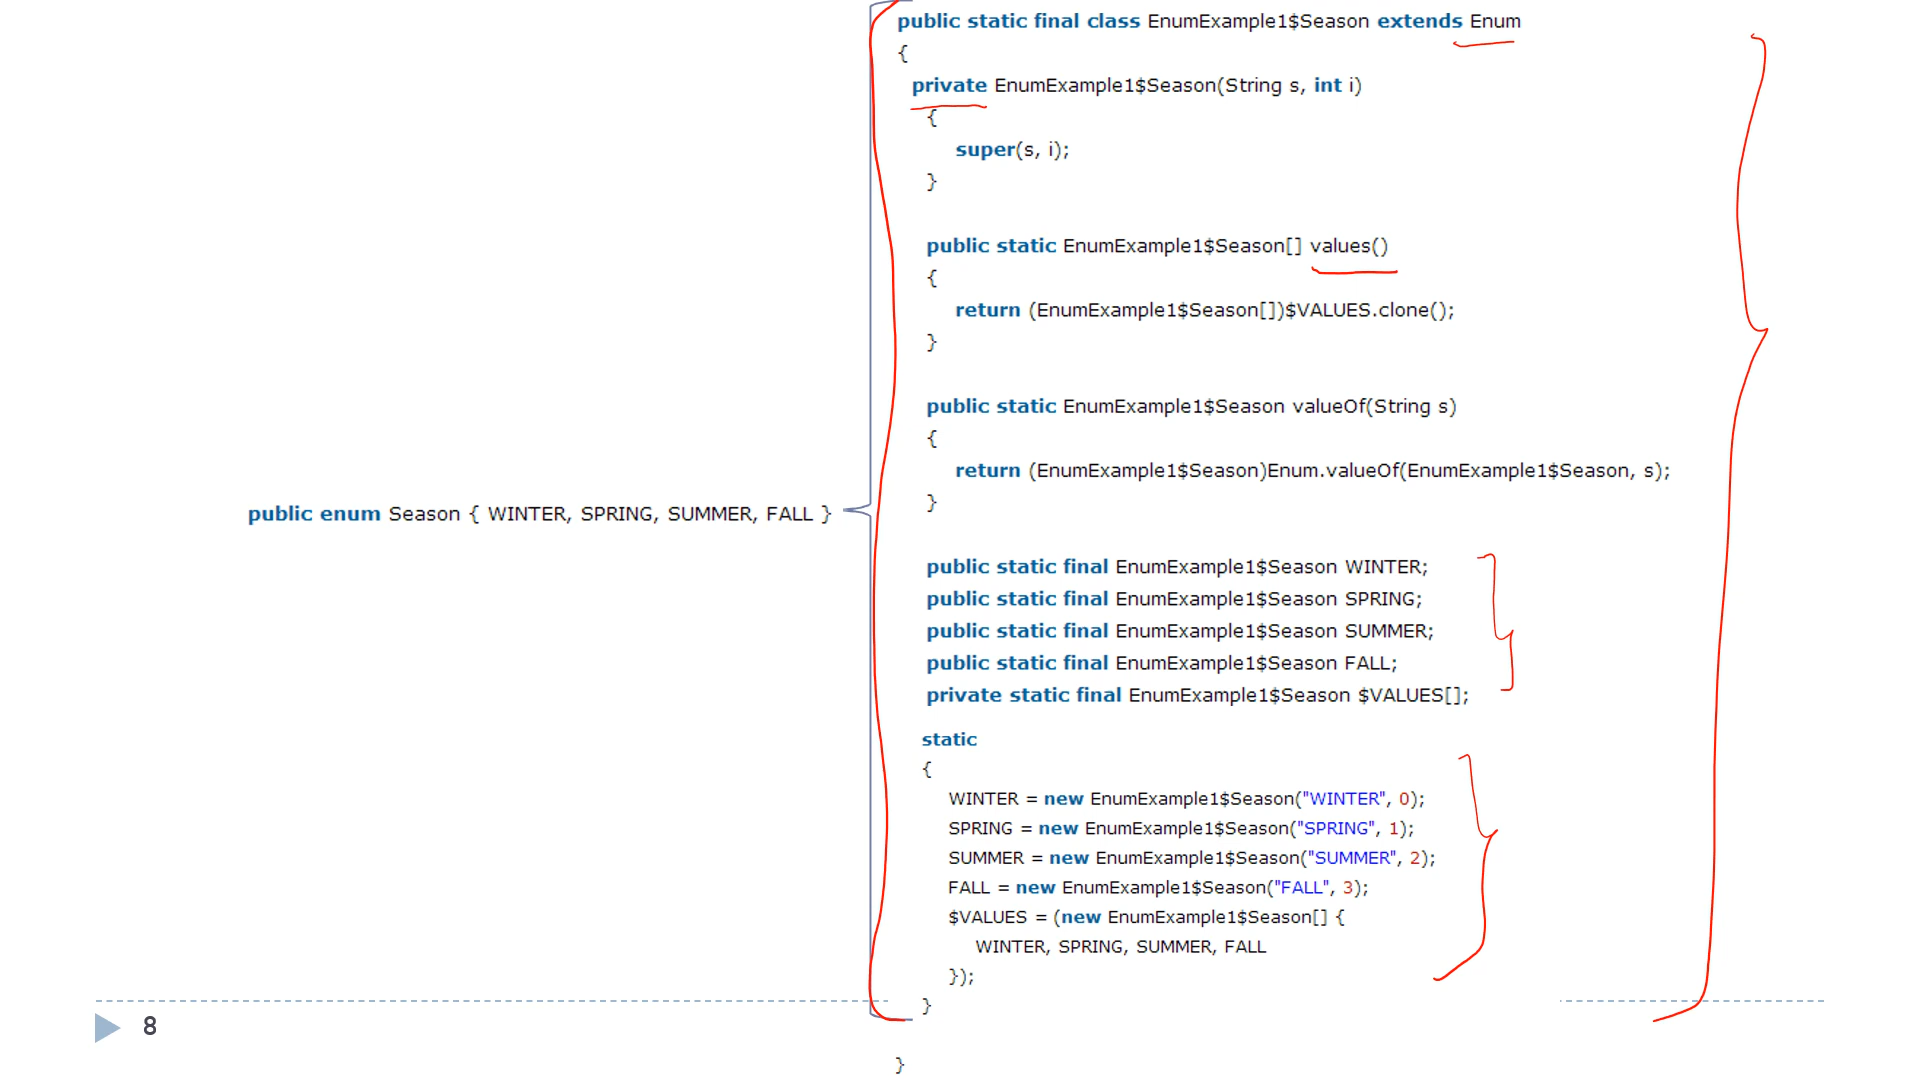 public enum Season { WINTER, SPRING, SUMMER, FALL }
public static final class EnumExample1$Season extends Enum
{
private EnumExample1$Season(String s, int i)
{
super(s, i);
}
public static EnumExample1$Season[] values()
{
return (EnumExample1$Season[])$VALUES.clone();
}
public static EnumExample1$Season valueOf(String s)
{
return (EnumExample1$Season)Enum.valueOf(EnumExample1$Season, s);
}
public static final EnumExample1$Season WINTER;
public static final EnumExample1$Season SPRING;
public static final EnumExample1$Season SUMMER;
public static final EnumExample1$Season FALL;
private static final EnumExample1$Season $VALUES[];
static
{
WINTER = new EnumExample1$Season("WINTER", 0);
SPRING = new EnumExample1$Season("SPRING", 1);
SUMMER = new EnumExample1$Season("SUMMER", 2);
FALL = new EnumExample1$Season("FALL", 3);
$VALUES = (new EnumExample1$Season[] {
WINTER, SPRING, SUMMER, FALL
});
}
}
8